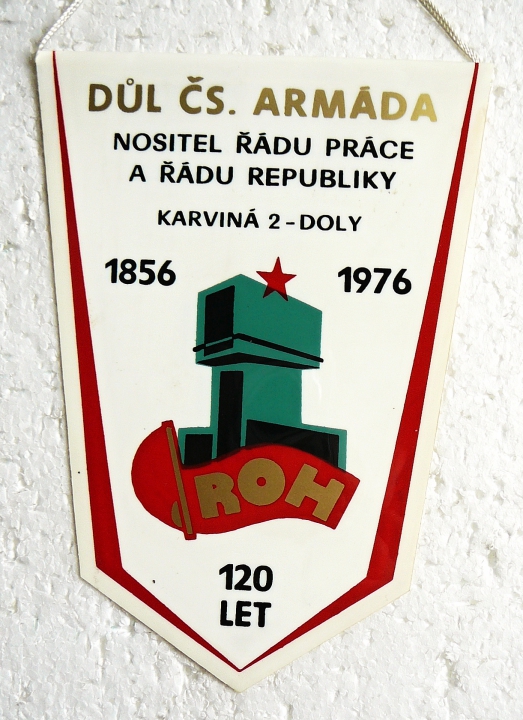 DŮL ČS. ARMÁDA
NOSITEL ŘÁDU PRÁCE
A ŘÁDU REPUBLIKY
KARVINÁ 2-DOLY
1856 1976
ROH
120
LET